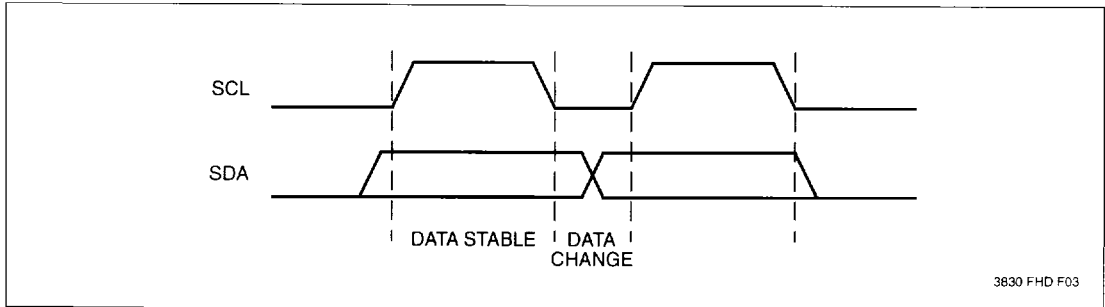 SCL
SDA
DATA STABLE
DATA
CHANGE
3830 FHD F03